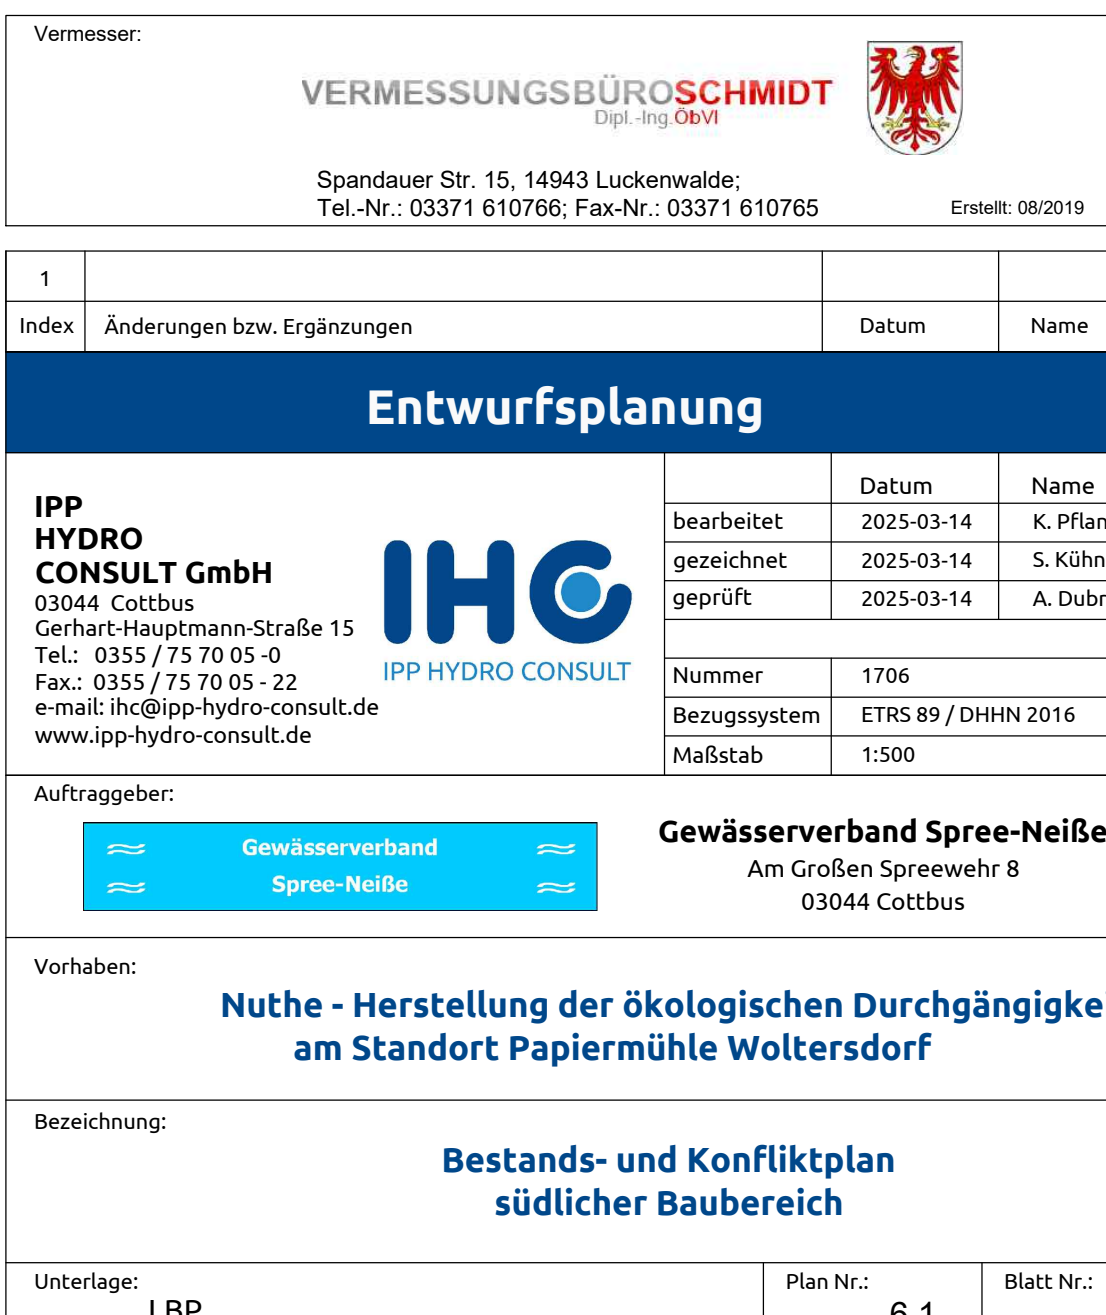 Vermesser:
VERMESSUNGSBÜROSCHMIDT
Dipl.-Ing.ÖbVI
Spandauer Str. 15, 14943 Luckenwalde;
Tel.-Nr.: 03371 610766; Fax-Nr.: 03371 610765
Erstellt: 08/2019
1
Index Änderungen bzw. Ergänzungen Datum Name
Entwurfsplanung
IPP
HYDRO
CONSULT GmbH
03044 Cottbus
Gerhart-Hauptmann-Straße 15
Tel.: 0355 / 75 70 05 -0
Fax.: 0355 / 75 70 05 - 22
e-mail: ihc@ipp-hydro-consult.de
www.ipp-hydro-consult.de
IHC
IPP HYDRO CONSULT
Datum Name
bearbeitet 2025-03-14 K. Pflan
gezeichnet 2025-03-14 S. Kühn
geprüft 2025-03-14 A. Dubr
Nummer 1706
Bezugssystem ETRS 89 / DHHN 2016
Maßstab 1:500
Auftraggeber:
Gewässerverband
Spree-Neiße
Gewässerverband Spree-Neiße
Am Großen Spreewehr 8
03044 Cottbus
Vorhaben:
Nuthe - Herstellung der ökologischen Durchgängigke
am Standort Papiermühle Woltersdorf
Bezeichnung:
Bestands- und Konfliktplan
südlicher Baubereich
Unterlage: Plan Nr.: Blatt Nr.:
LBP 6.1